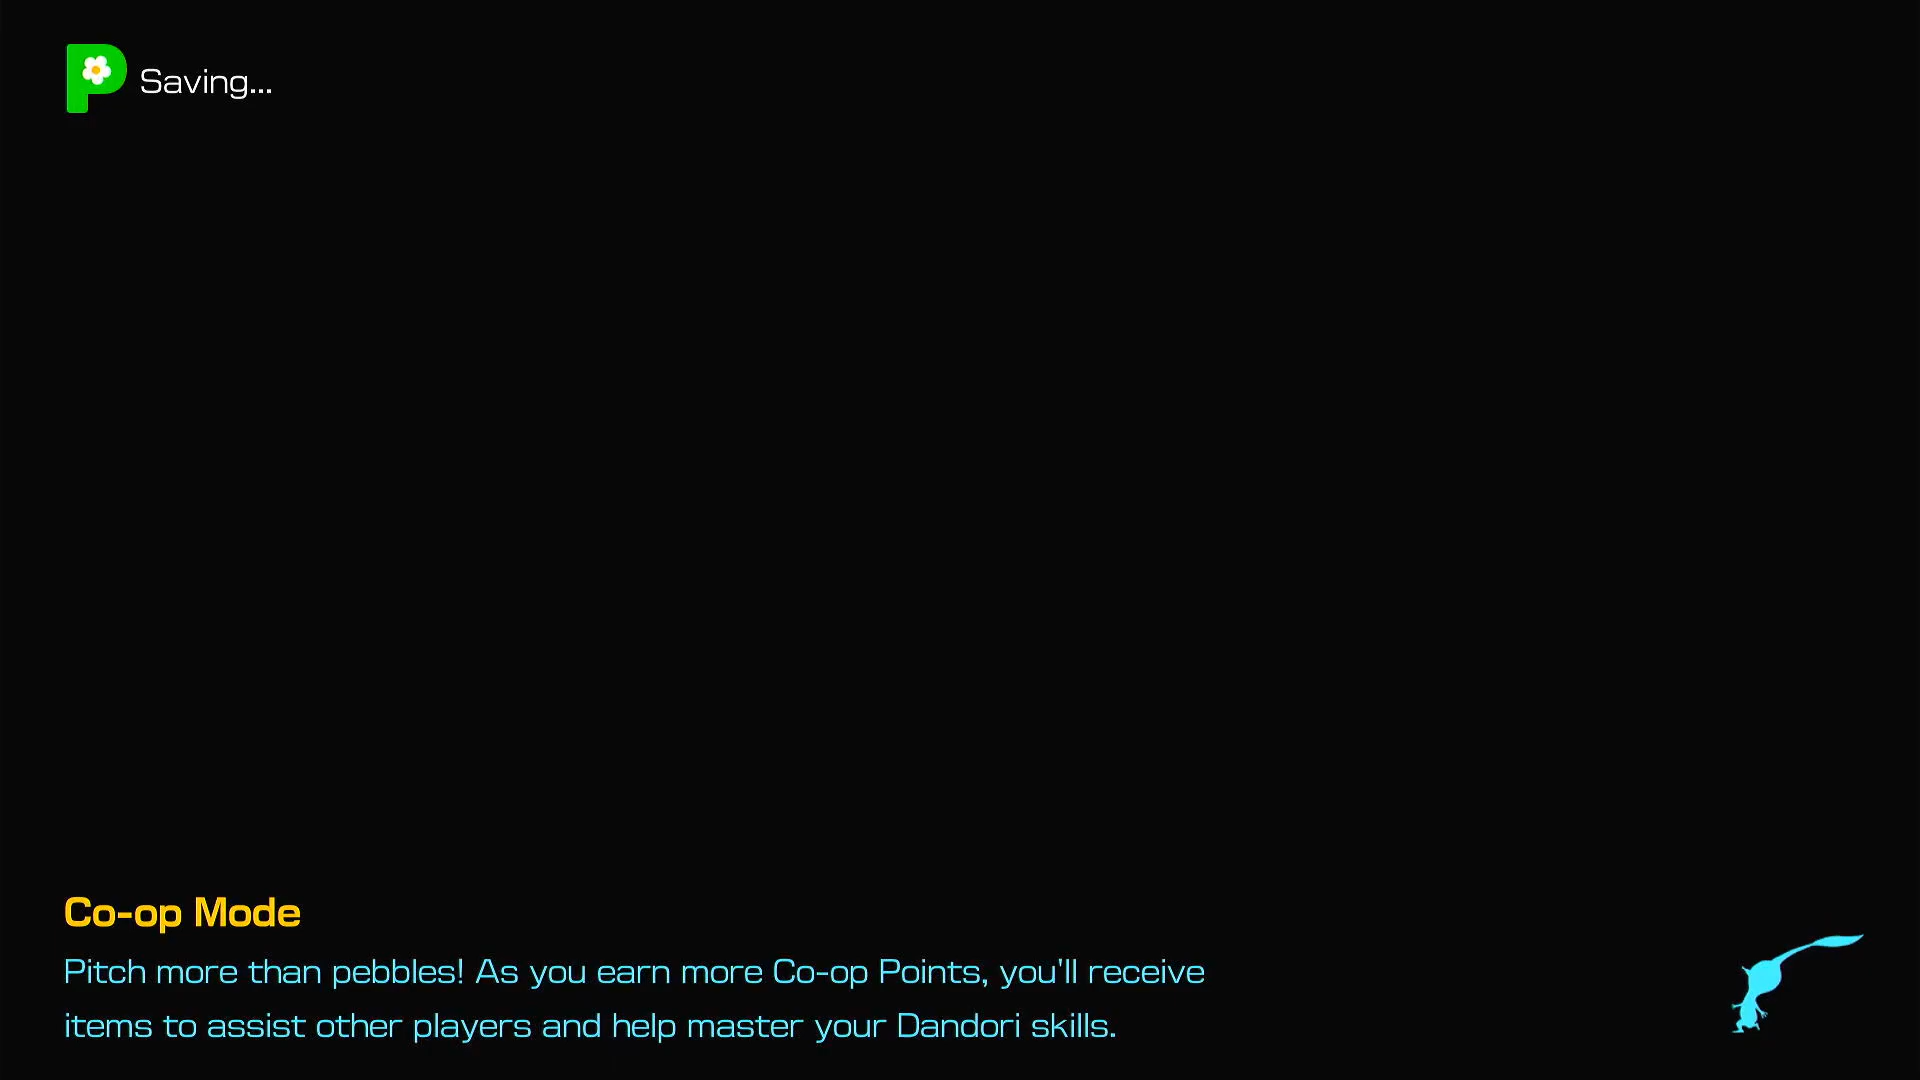 P Saving...
Co-op Mode
Pitch more than pebbles! As you earn more Co-op Points, you'll receive
items to assist other players and help master your Dandori skills.